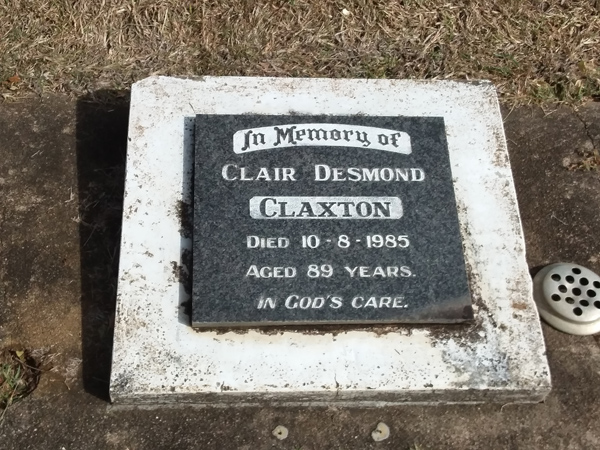 In Memory of
CLAIR DESMOND
CLAXTON
DIED 10-8-1985
AGED 89 YEARS.
IN GOD'S CARE.